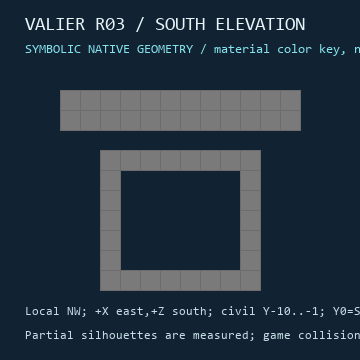 VALIER R03 / SOUTH ELEVATION
SYMBOLIC NATIVE GEOMETRY / material color key, n
Local NW; +X east,+Z south; civil Y-10..-1; Y0=S
Partial silhouettes are measured; game collision